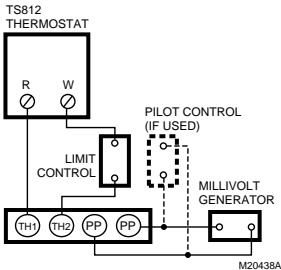 TS812
THERMOSTAT
R W
PILOT CONTROL
(IF USED)
LIMIT
CONTROL
MILLIVOLT
GENERATOR
TH1 TH2 PP PP
M20438A